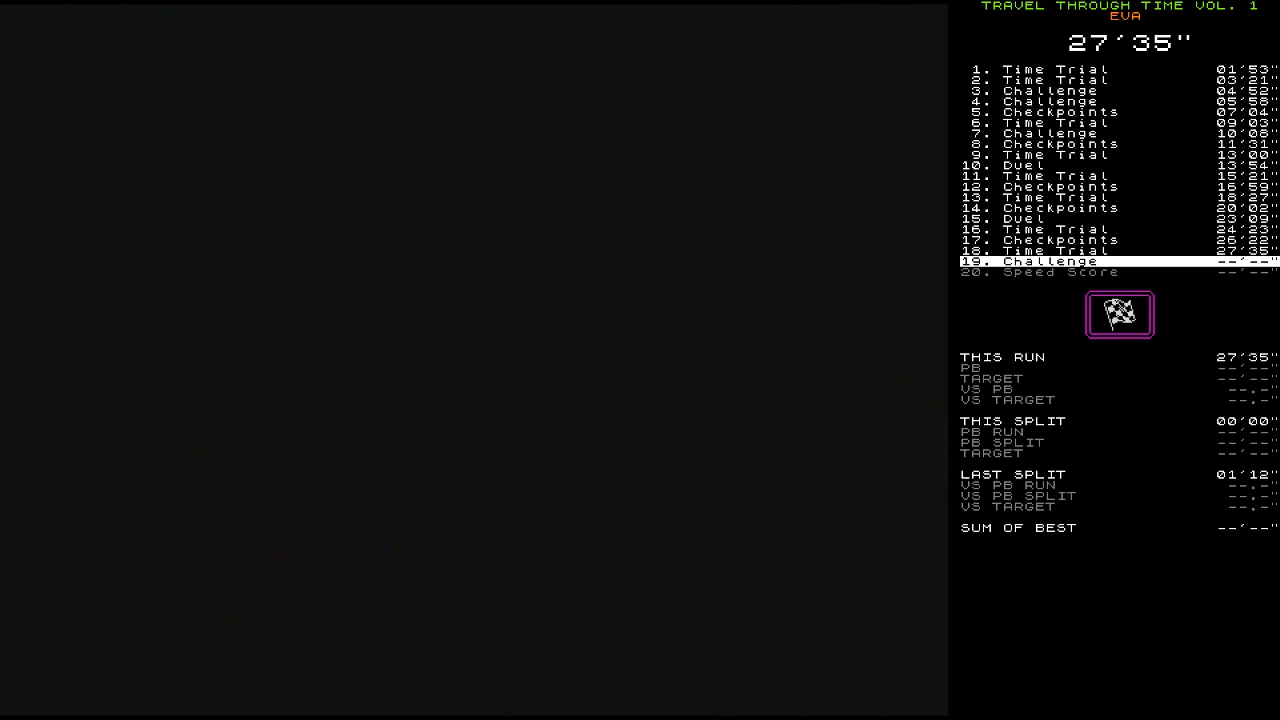 TRAVEL THROUGH TIME VOL. 1
EVA
27'35"
1. Time Trial 01'53"
2. Time Trial 03'21"
3. Challenge 04'52"
4. Challenge 05'58"
5. Checkpoints 07'04"
6. Time Trial 09'03"
7. Challenge 10'08"
8. Checkpoints 11'31"
9. Time Trial 13'00"
10. Duel 13'54"
11. Time Trial 15'21"
12. Checkpoints 16'59"
13. Time Trial 18'27"
14. Checkpoints 20'02"
15. Duel 23'09"
16. Time Trial 24'23"
17. Checkpoints 26'22"
18. Time Trial 27'35"
19. Challenge --'--"
20. Speed Score --'--"
THIS RUN 27'35"
PB --'--"
TARGET --'--"
VS PB --.-"
VS TARGET --.-"
THIS SPLIT 00'00"
PB RUN --'--"
PB SPLIT --'--"
TARGET --'--"
LAST SPLIT 01'12"
VS PB RUN --.-"
VS PB SPLIT --.-"
VS TARGET --.-"
SUM OF BEST --'--"